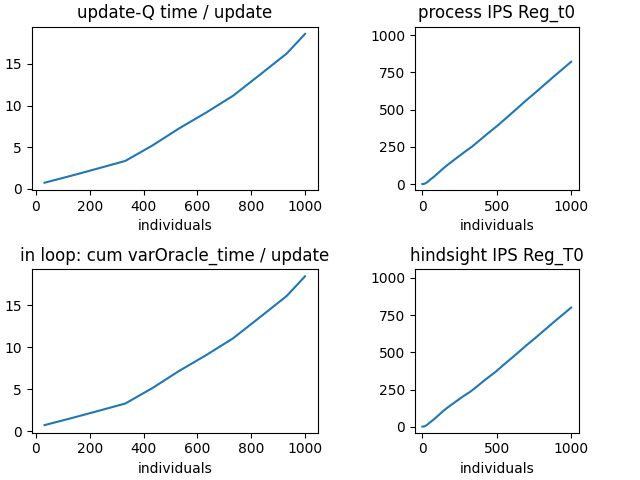 update-Q time / update
15
10
5
0
0 200 400 600 800 1000
individuals
process IPS Reg_t0
1000
750
500
250
0
0 500 1000
individuals
in loop: cum varOracle_time / update
15
10
5
0
0 200 400 600 800 1000
individuals
hindsight IPS Reg_T0
1000
750
500
250
0
0 500 1000
individuals